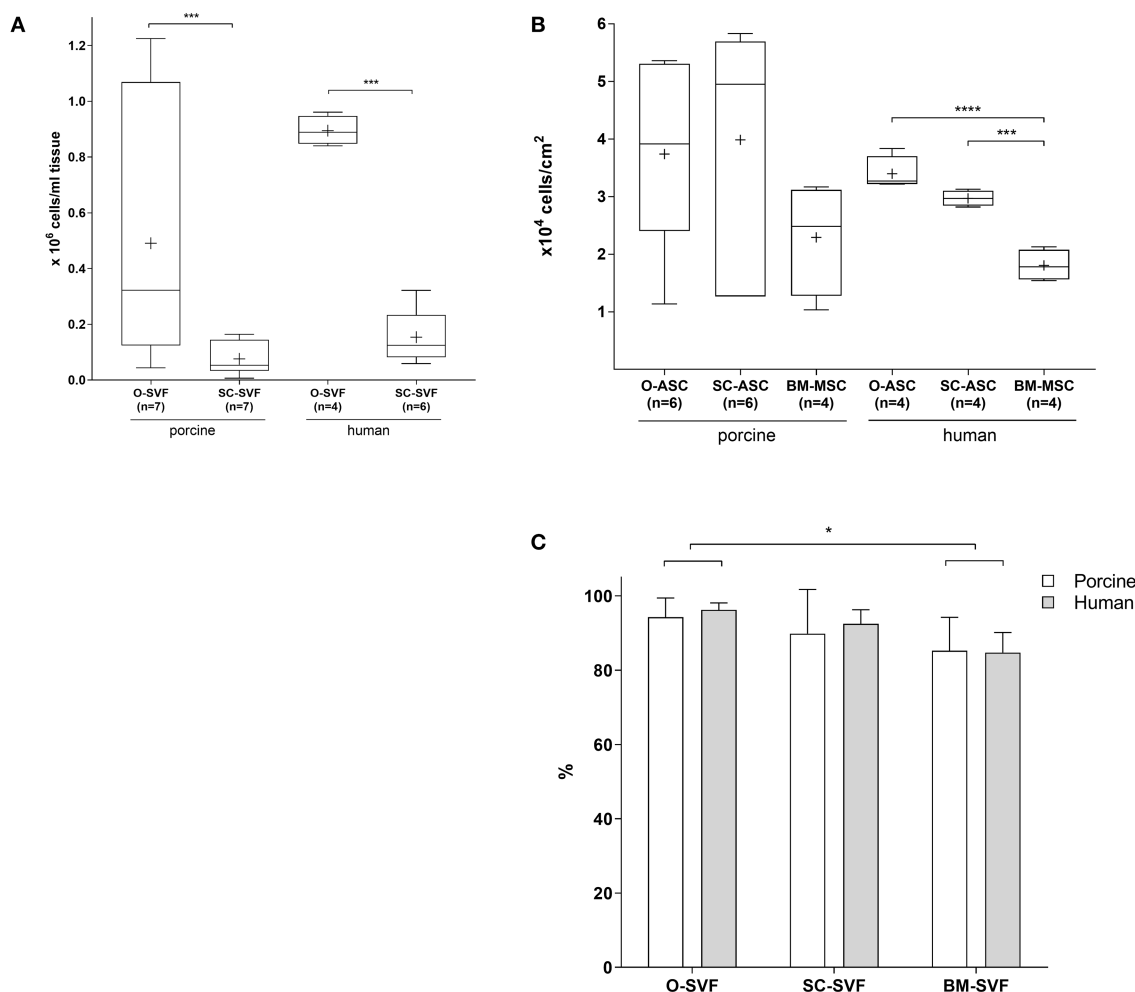 A
***
***
x 10⁶ cells/ml tissue
1.2
1.0
0.8
0.6
0.4
0.2
0.0
O-SVF SC-SVF O-SVF SC-SVF
(n=7) (n=7) (n=4) (n=6)
porcine human
B
****
***
x10⁴ cells/cm²
6
5
4
3
2
1
O-ASC SC-ASC BM-MSC O-ASC SC-ASC BM-MSC
(n=6) (n=6) (n=4) (n=4) (n=4) (n=4)
porcine human
C
*
Porcine
Human
%
100
80
60
40
20
0
O-SVF SC-SVF BM-SVF